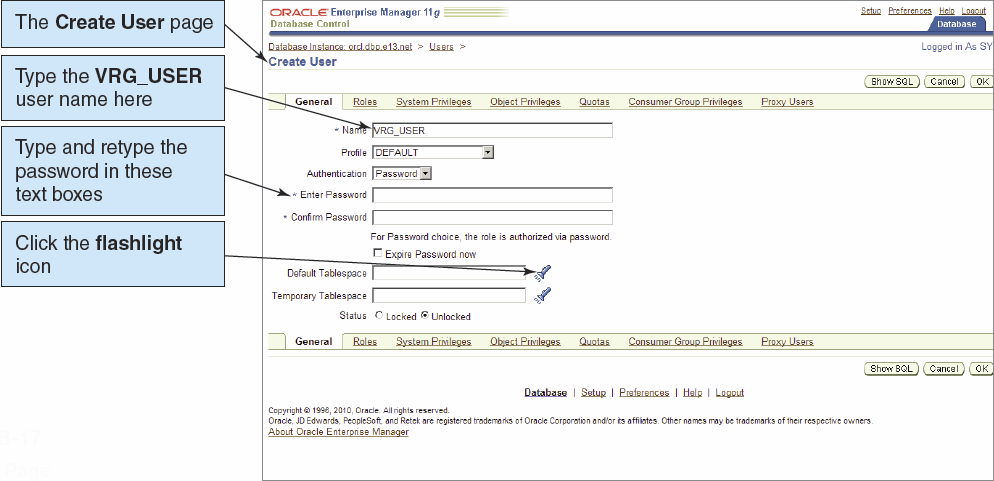 The Create User page
Type the VRG_USER
user name here
Type and retype the
password in these
text boxes
Click the flashlight
icon
ORACLE Enterprise Manager 11g
Database Control
Setup Preferences Help Logout
Database
Database Instance: orcl.dbp.e13.net > Users >
Logged in As SY
Create User
Show SQL Cancel OK
General Roles System Privileges Object Privileges Quotas Consumer Group Privileges Proxy Users
* Name VRG_USER
Profile DEFAULT
Authentication Password
* Enter Password
* Confirm Password
For Password choice, the role is authorized via password.
Expire Password now
Default Tablespace
Temporary Tablespace
Status Locked Unlocked
General Roles System Privileges Object Privileges Quotas Consumer Group Privileges Proxy Users
Show SQL Cancel OK
Database | Setup | Preferences | Help | Logout
Copyright © 1996, 2010, Oracle. All rights reserved.
Oracle, JD Edwards, PeopleSoft, and Retek are registered trademarks of Oracle Corporation and/or its affiliates. Other names may be trademarks of their respective owners.
About Oracle Enterprise Manager